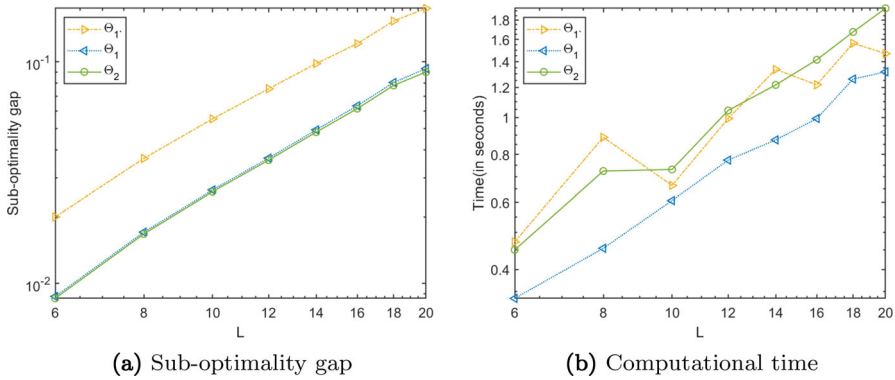 Θ1-
Θ1
Θ2
10-1
10-2
Sub-optimality gap
6 8 10 12 14 16 18 20
L
(a) Sub-optimality gap
Θ1-
Θ1
Θ2
1.8
1.6
1.4
1.2
1
0.8
0.6
0.4
Time(in seconds)
6 8 10 12 14 16 18 20
L
(b) Computational time